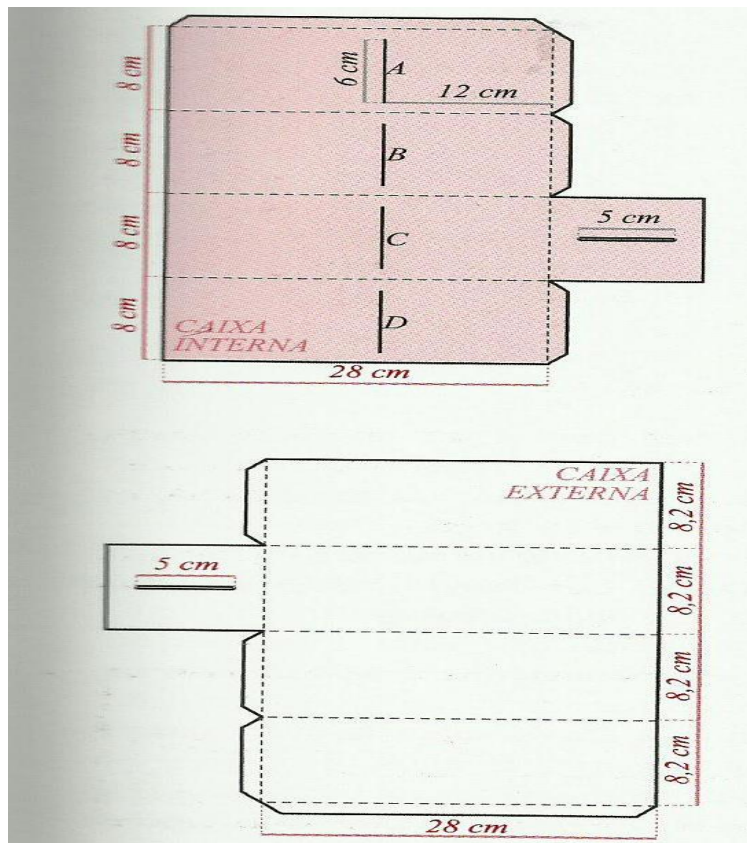 8 cm
8 cm
8 cm
8 cm
6 cm
A
12 cm
B
5 cm
C
D
CAIXA
INTERNA
28 cm
CAIXA
EXTERNA
5 cm
8,2 cm
8,2 cm
8,2 cm
8,2 cm
28 cm